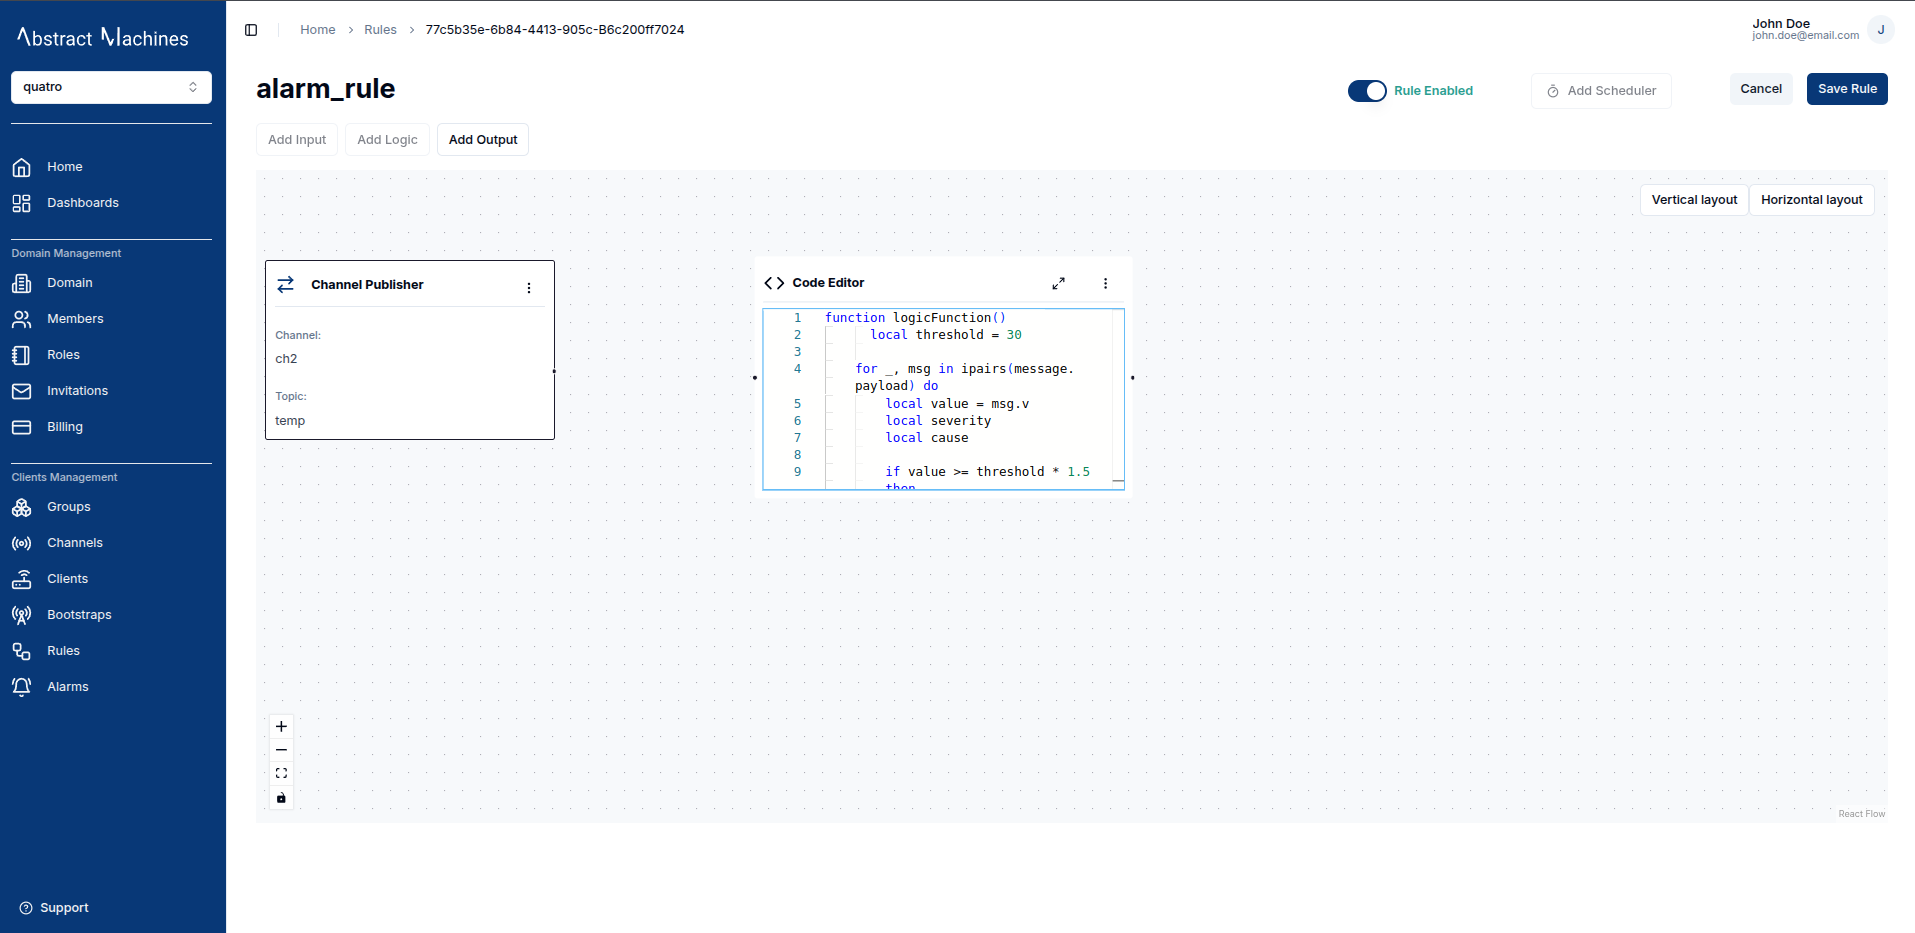 Abstract Machines
quatro
Home
Dashboards
Domain Management
Domain
Members
Roles
Invitations
Billing
Clients Management
Groups
Channels
Clients
Bootstraps
Rules
Alarms
Support
Home > Rules > 77c5b35e-6b84-4413-905c-B6c200ff7024
John Doe
john.doe@email.com
J
alarm_rule
Rule Enabled
Add Scheduler
Cancel
Save Rule
Add Input
Add Logic
Add Output
Vertical layout
Horizontal layout
Channel Publisher
Channel:
ch2
Topic:
temp
Code Editor
1 function logicFunction()
2 local threshold = 30
3
4 for _, msg in ipairs(message.
payload) do
5 local value = msg.v
6 local severity
7 local cause
8
9 if value >= threshold * 1.5
then
React Flow